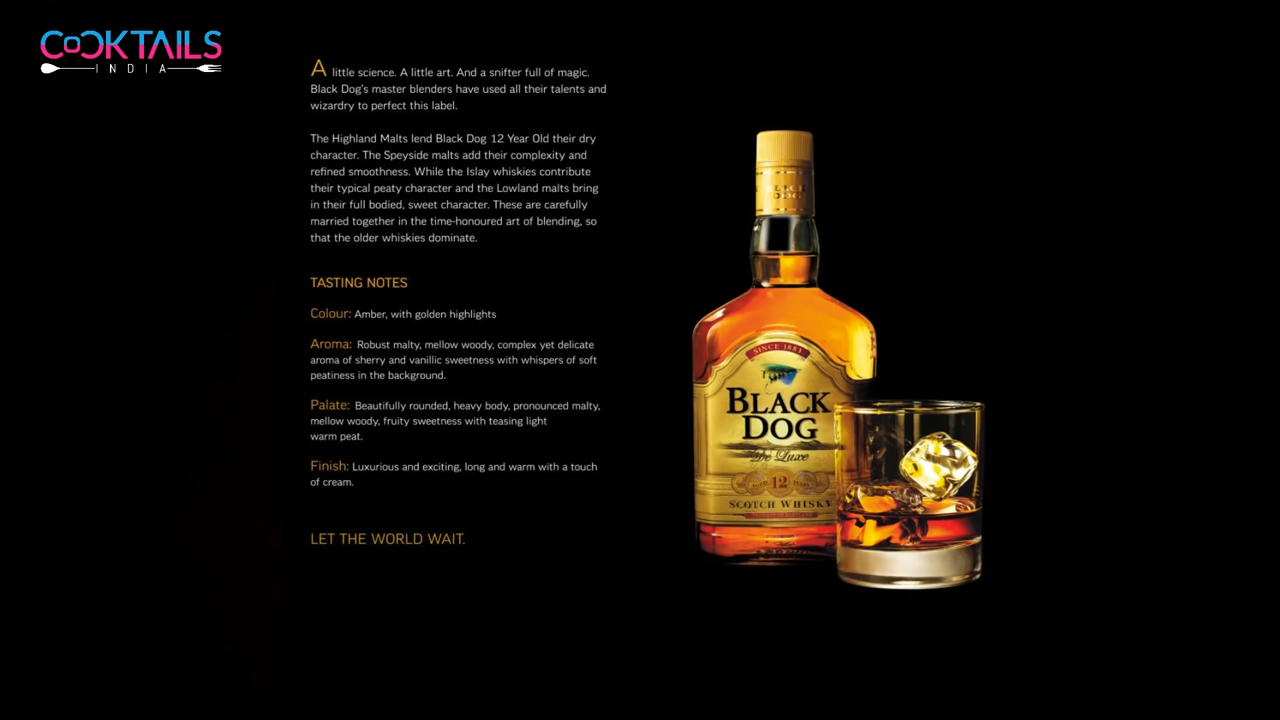 COCKTAILS
INDIA
A little science. A little art. And a snifter full of magic.
Black Dog's master blenders have used all their talents and
wizardry to perfect this label.
The Highland Malts lend Black Dog 12 Year Old their dry
character. The Speyside malts add their complexity and
refined smoothness. While the Islay whiskies contribute
their typical peaty character and the Lowland malts bring
in their full bodied, sweet character. These are carefully
married together in the time-honoured art of blending, so
that the older whiskies dominate.
TASTING NOTES
Colour: Amber, with golden highlights
Aroma: Robust malty, mellow woody, complex yet delicate
aroma of sherry and vanillic sweetness with whispers of soft
peatiness in the background.
Palate: Beautifully rounded, heavy body, pronounced malty,
mellow woody, fruity sweetness with teasing light
warm peat.
Finish: Luxurious and exciting, long and warm with a touch
of cream.
LET THE WORLD WAIT.
BLACK
DOG
SINCE 1883
BLACK
DOG
De Luxe
AGED 12 YEARS
SCOTCH WHISKY